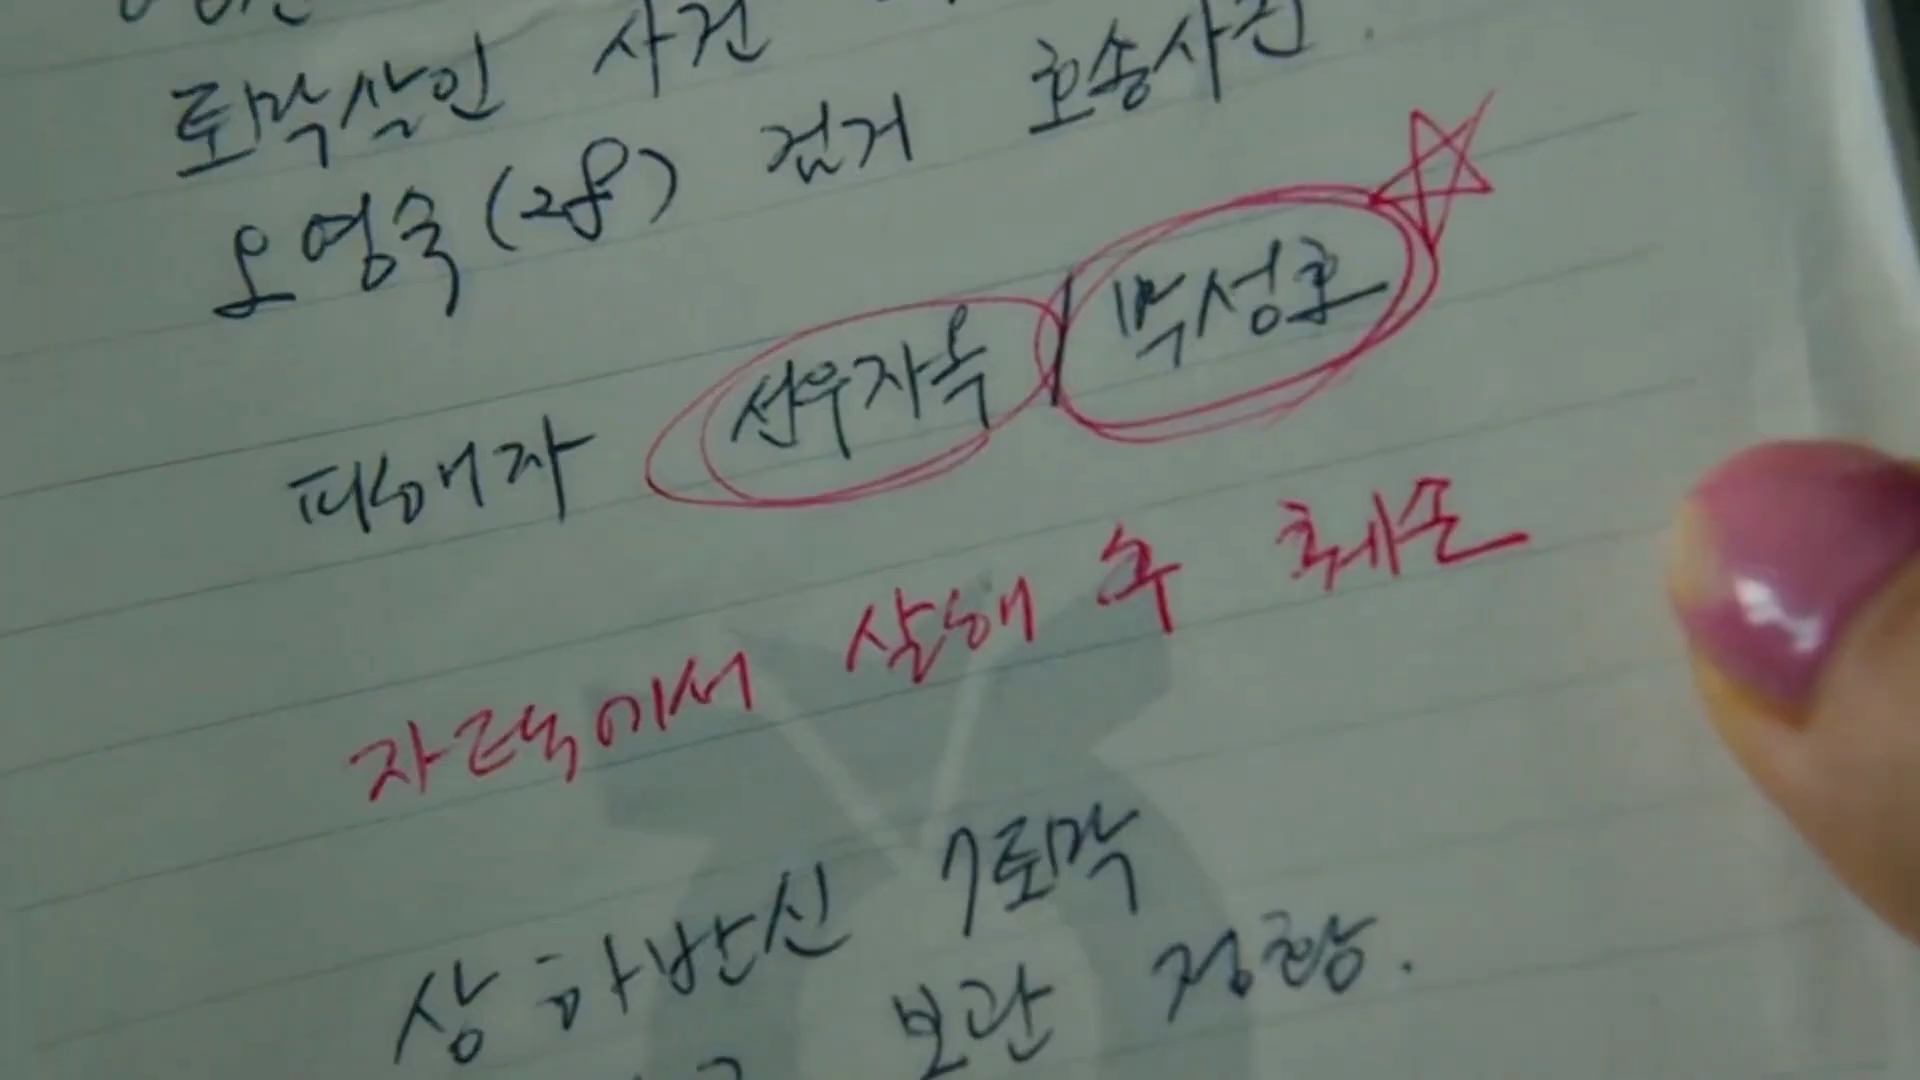 토막살인 사건
오영숙(28) 검거 호송사진.
피해자 선우자옥 / 박성호
자택에서 살해 후 훼손
상하반신 7토막
보관 정황.